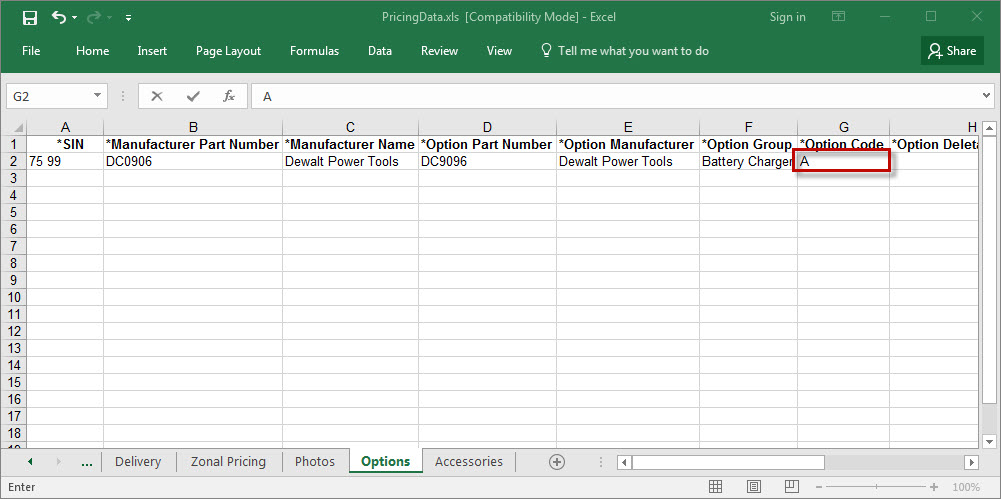 PricingData.xls [Compatibility Mode] - Excel Sign in
File Home Insert Page Layout Formulas Data Review View Tell me what you want to do Share
G2 fx A
A B C D E F G H
1 *SIN *Manufacturer Part Number *Manufacturer Name *Option Part Number *Option Manufacturer *Option Group *Option Code *Option Deleta
2 75 99 DC0906 Dewalt Power Tools DC9096 Dewalt Power Tools Battery Charger A
3
4
5
6
7
8
9
10
11
12
13
14
15
16
17
18
... Delivery Zonal Pricing Photos Options Accessories
Enter 100%